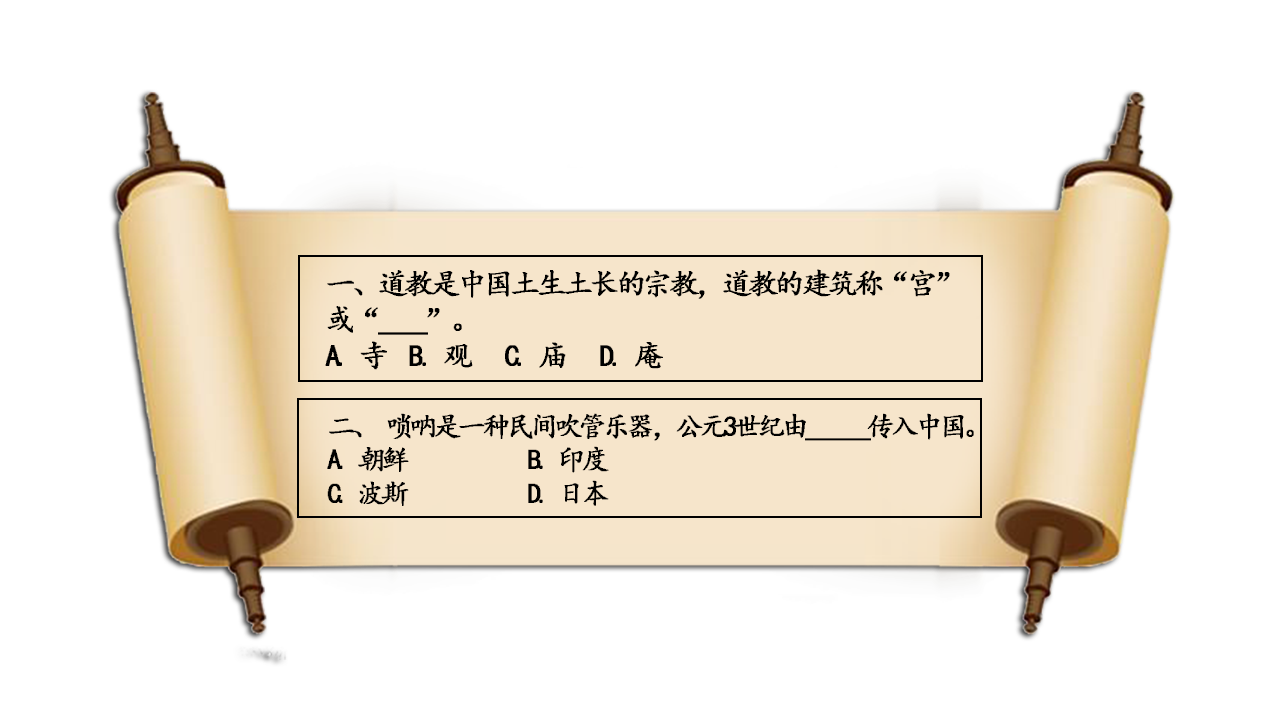 一、道教是中国土生土长的宗教，道教的建筑称“宫”
或“___”。
A. 寺 B. 观 C. 庙 D. 庵
二、 唢呐是一种民间吹管乐器，公元3世纪由_____传入中国。
A. 朝鲜 B. 印度
C. 波斯 D. 日本